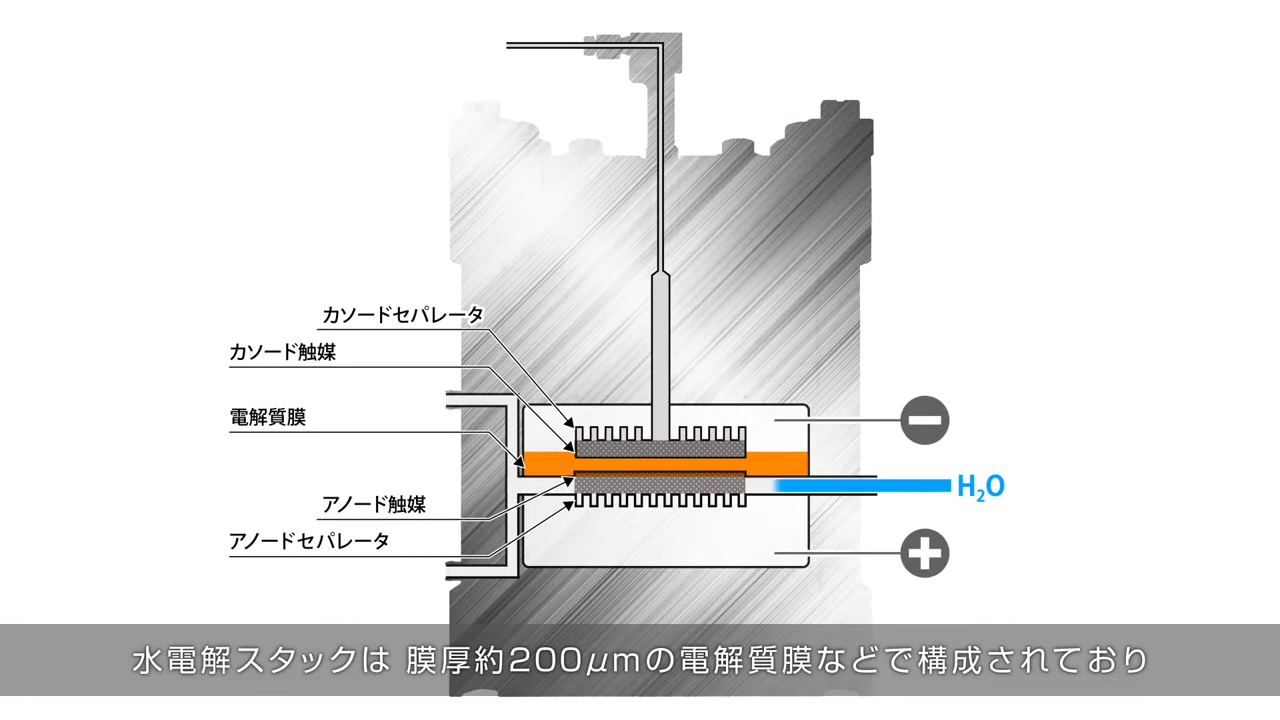 カソードセパレータ
カソード触媒
電解質膜
アノード触媒
アノードセパレータ
H₂O
水電解スタックは 膜厚約200μmの電解質膜などで構成されており